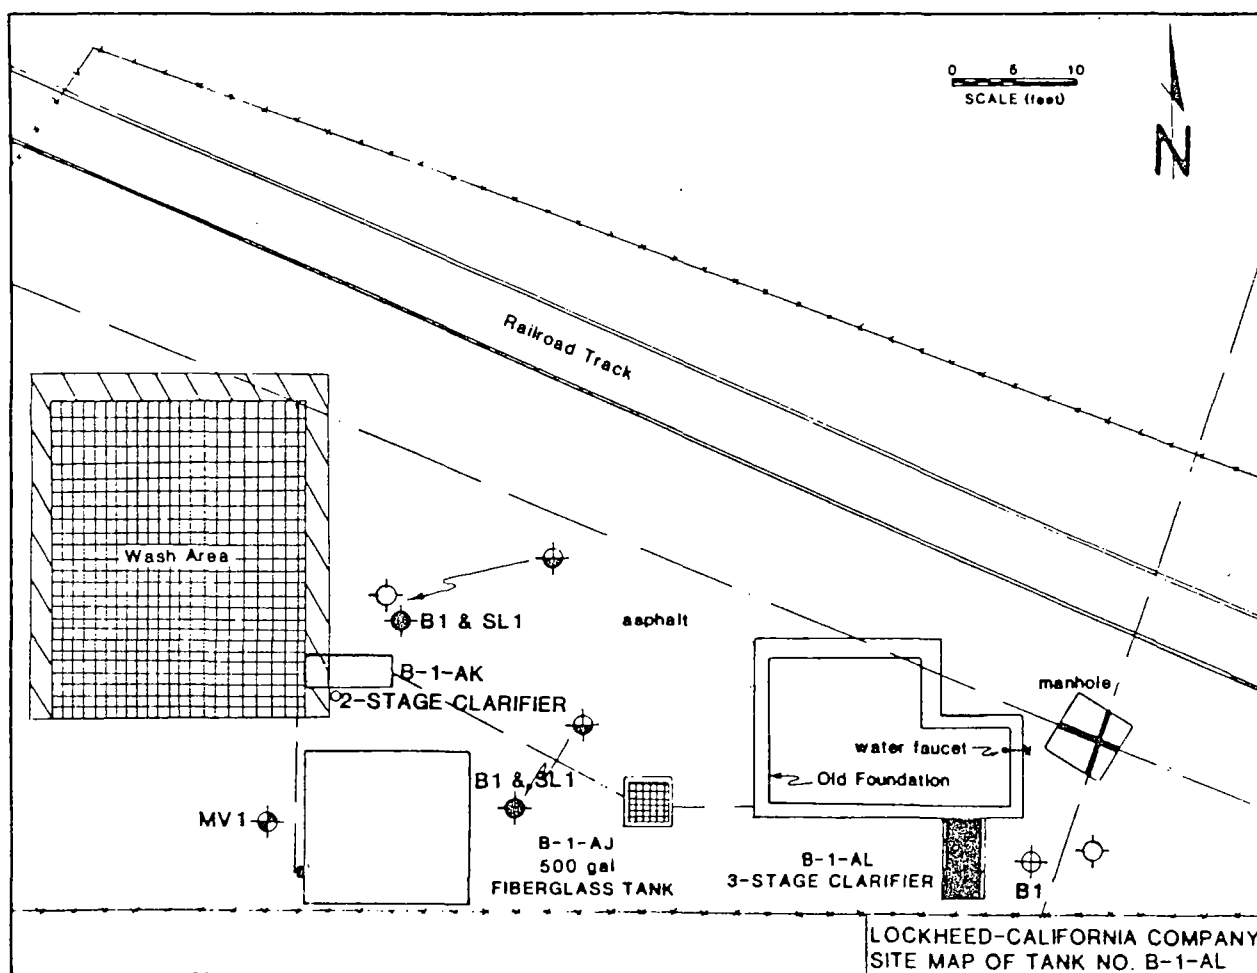 0 5 10
SCALE (feet)
N
Railroad Track
Wash Area
B1 & SL1
asphalt
B-1-AK
2-STAGE CLARIFIER
manhole
water faucet
Old Foundation
B1 & SL1
MV1
B-1-AJ
500 gal
FIBERGLASS TANK
B-1-AL
3-STAGE CLARIFIER
B1
LOCKHEED-CALIFORNIA COMPANY
SITE MAP OF TANK NO. B-1-AL